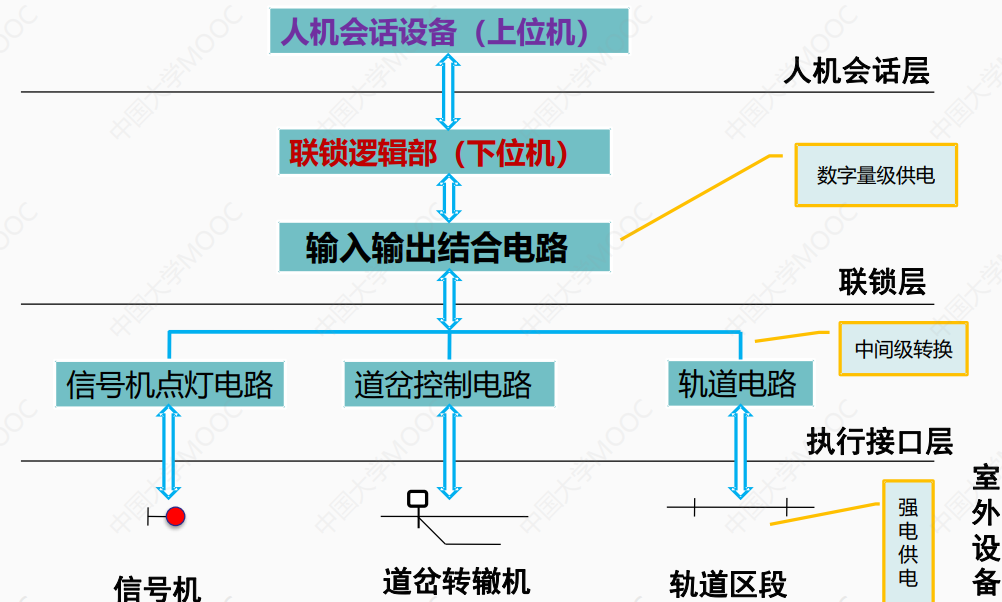 人机会话设备（上位机）
人机会话层
联锁逻辑部（下位机）
数字量级供电
输入输出结合电路
联锁层
中间级转换
信号机点灯电路
道岔控制电路
轨道电路
执行接口层
室外设备
强电供电
信号机
道岔转辙机
轨道区段
中国大学MOOC